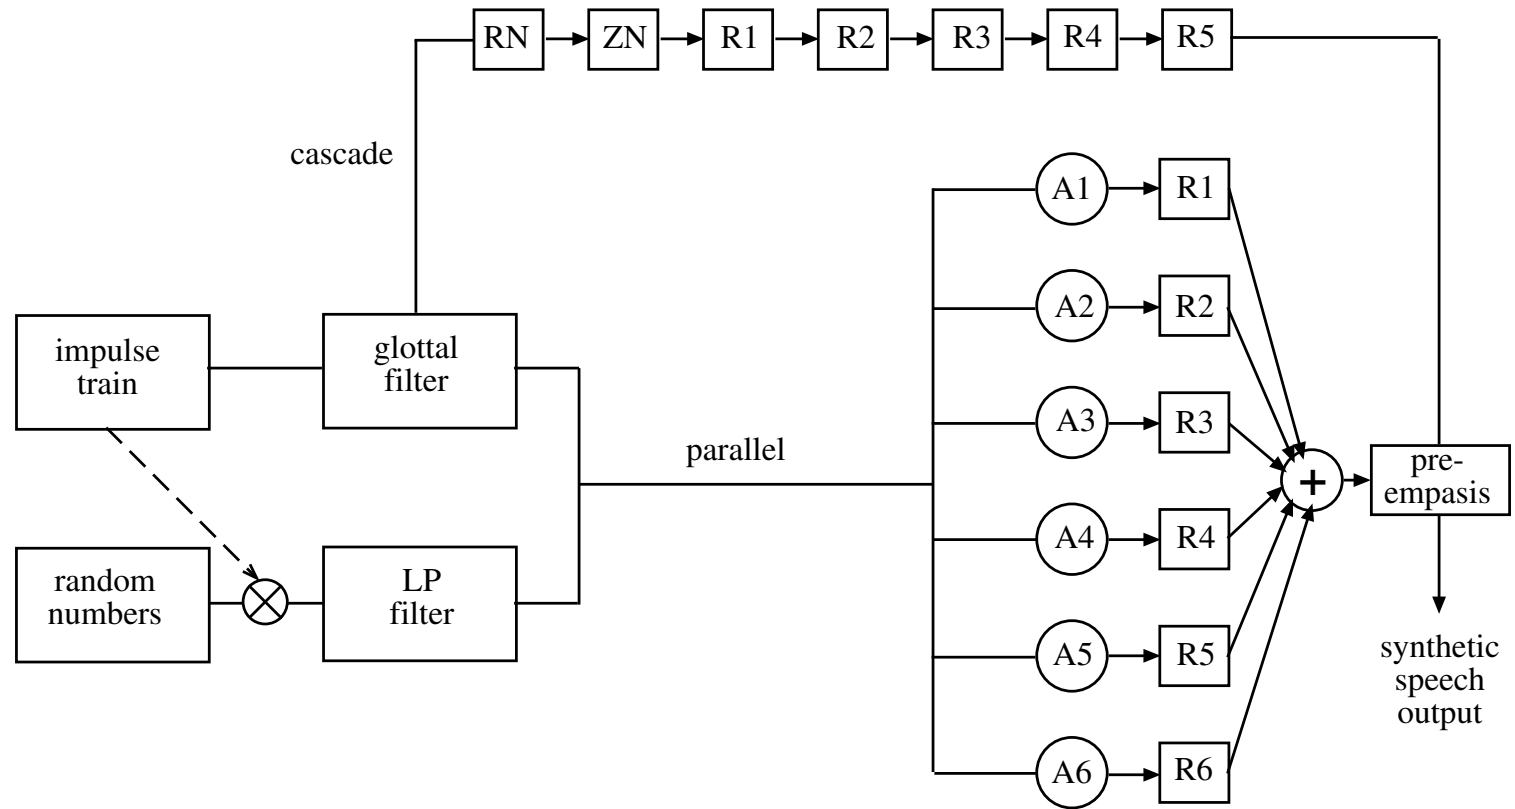 RN
ZN
R1
R2
R3
R4
R5
cascade
impulse
train
glottal
filter
random
numbers
LP
filter
parallel
A1
R1
A2
R2
A3
R3
A4
R4
A5
R5
A6
R6
+
pre-
empasis
synthetic
speech
output